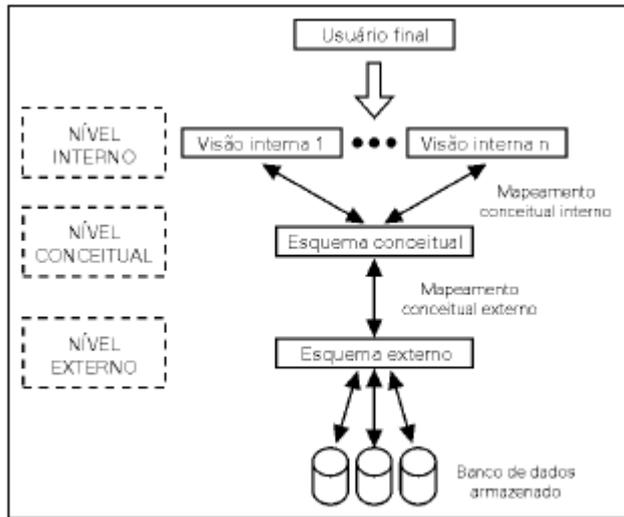 Usuário final
NÍVEL
INTERNO
Visão interna 1
Visão interna n
Mapeamento
conceitual interno
NÍVEL
CONCEITUAL
Esquema conceitual
Mapeamento
conceitual externo
NÍVEL
EXTERNO
Esquema externo
Banco de dados
armazenado